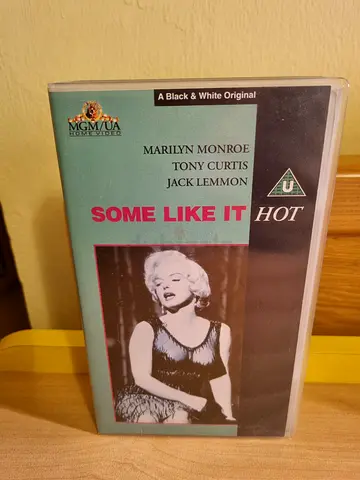 A Black & White Original
MGM/UA
HOME VIDEO
MARILYN MONROE
TONY CURTIS
JACK LEMMON
U
SOME LIKE IT HOT